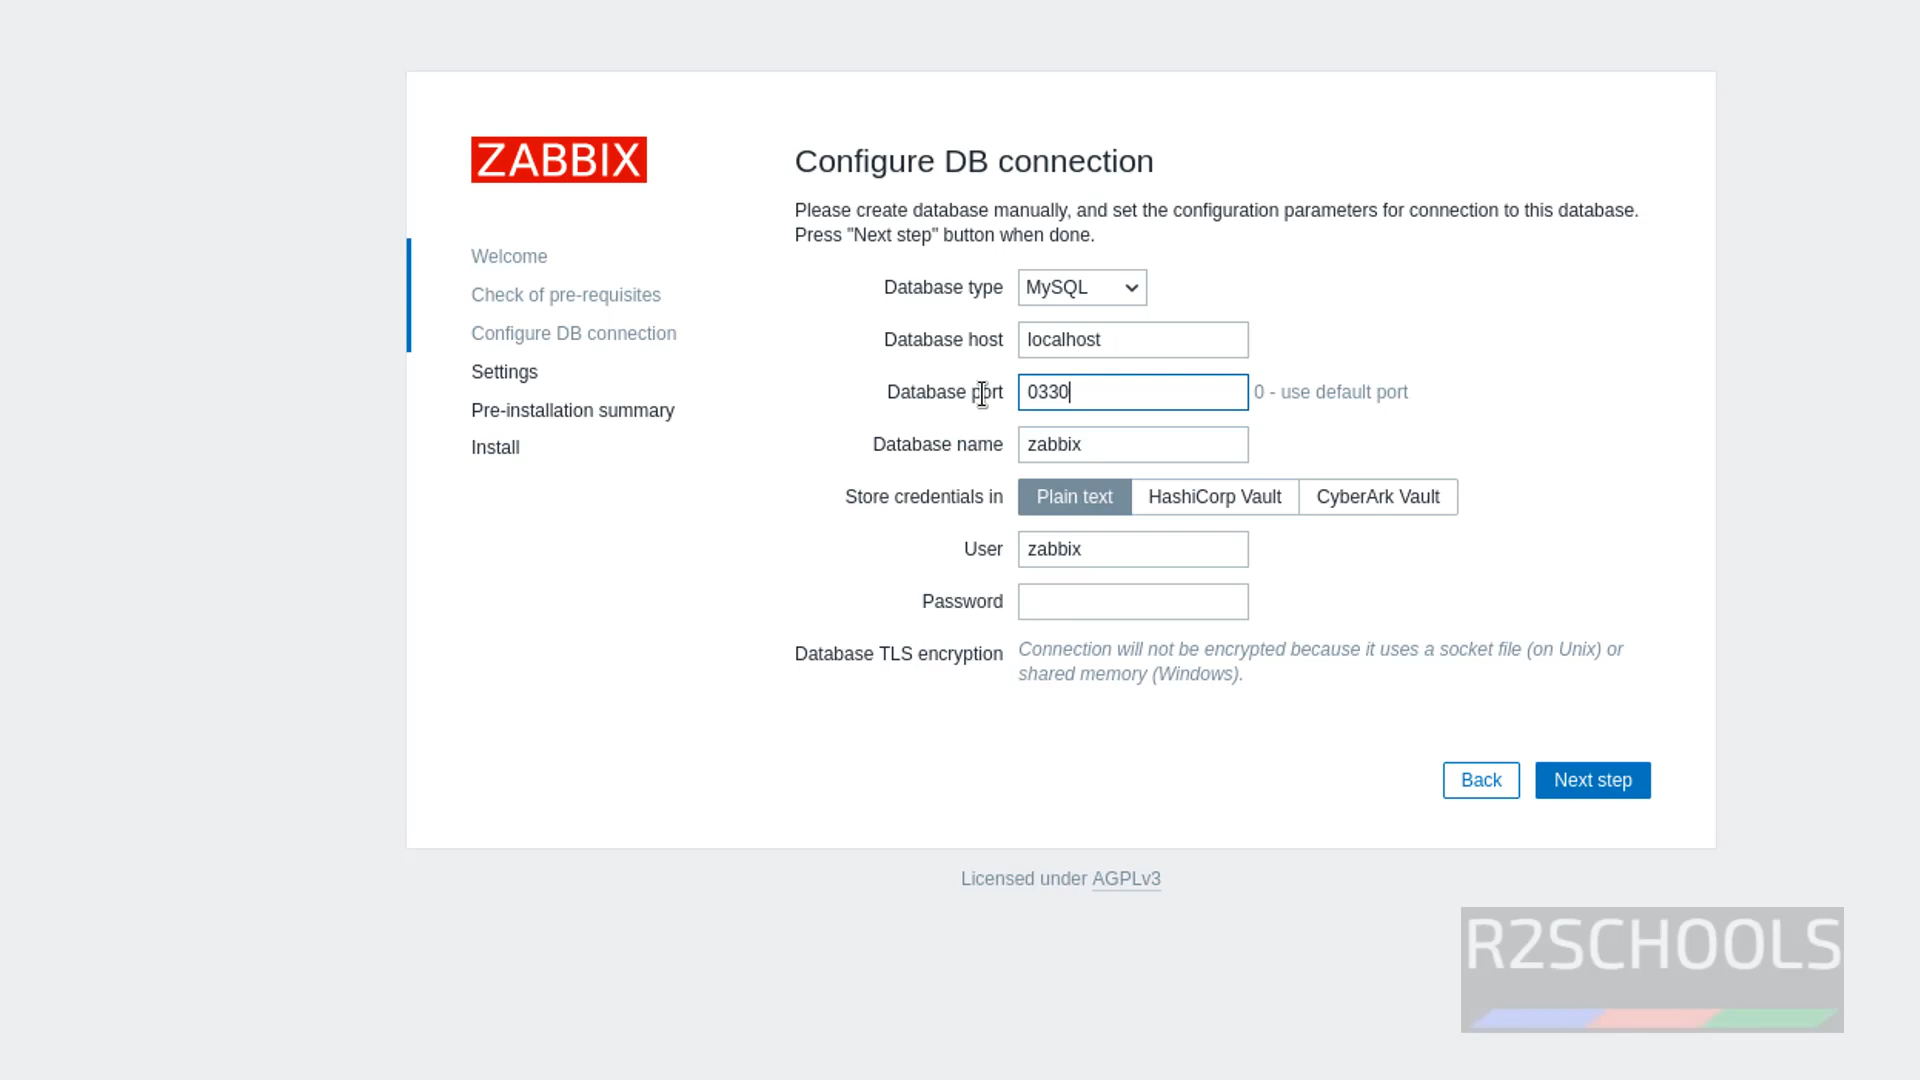 ZABBIX
Welcome
Check of pre-requisites
Configure DB connection
Settings
Pre-installation summary
Install
Configure DB connection
Please create database manually, and set the configuration parameters for connection to this database.
Press "Next step" button when done.
Database type MySQL
Database host localhost
Database port 0330 0 - use default port
Database name zabbix
Store credentials in Plain text HashiCorp Vault CyberArk Vault
User zabbix
Password
Database TLS encryption Connection will not be encrypted because it uses a socket file (on Unix) or
shared memory (Windows).
Back Next step
Licensed under AGPLv3
R2SCHOOLS